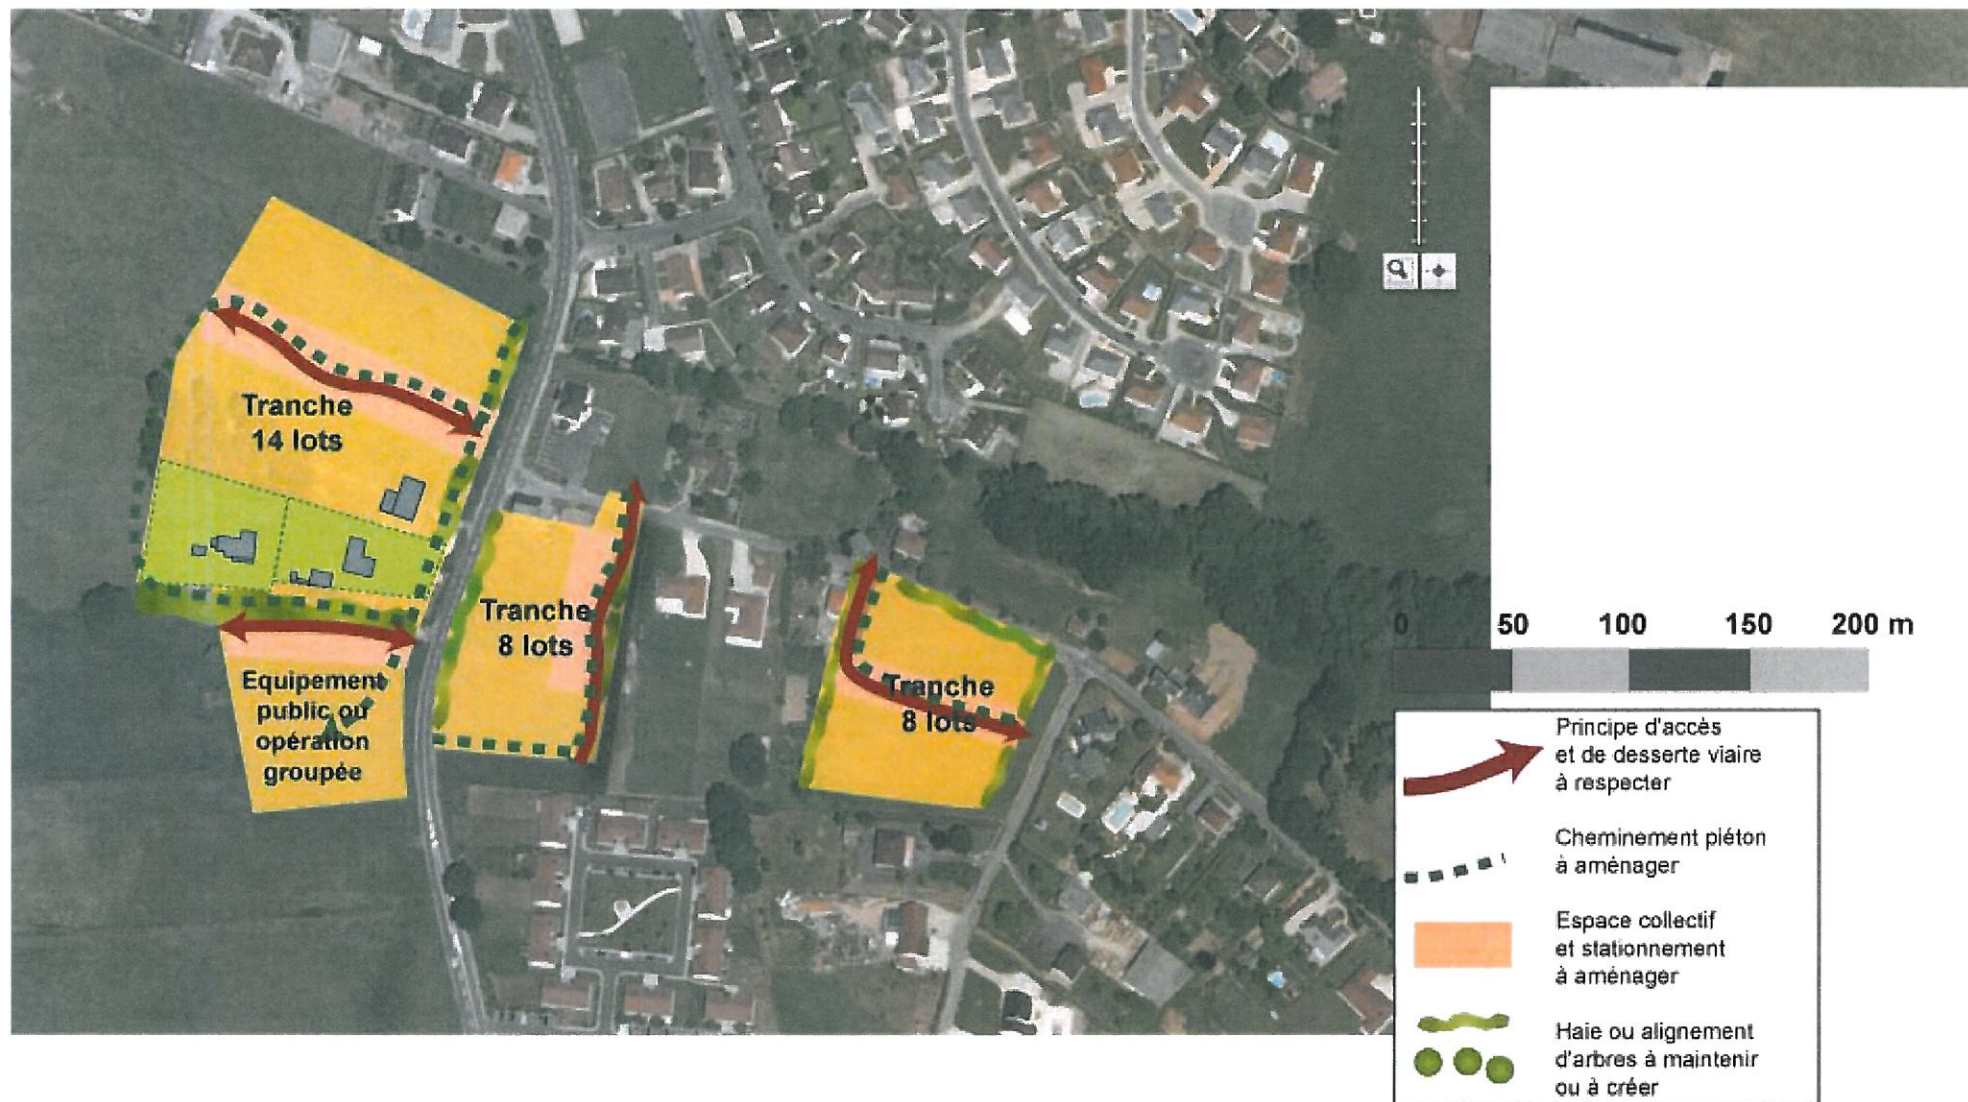 Tranche
14 lots
Tranche
8 lots
Tranche
8 lots
Equipement
public ou
opération
groupée
0 50 100 150 200 m
Principe d'accès
et de desserte viaire
à respecter
Cheminement piéton
à aménager
Espace collectif
et stationnement
à aménager
Haie ou alignement
d'arbres à maintenir
ou à créer